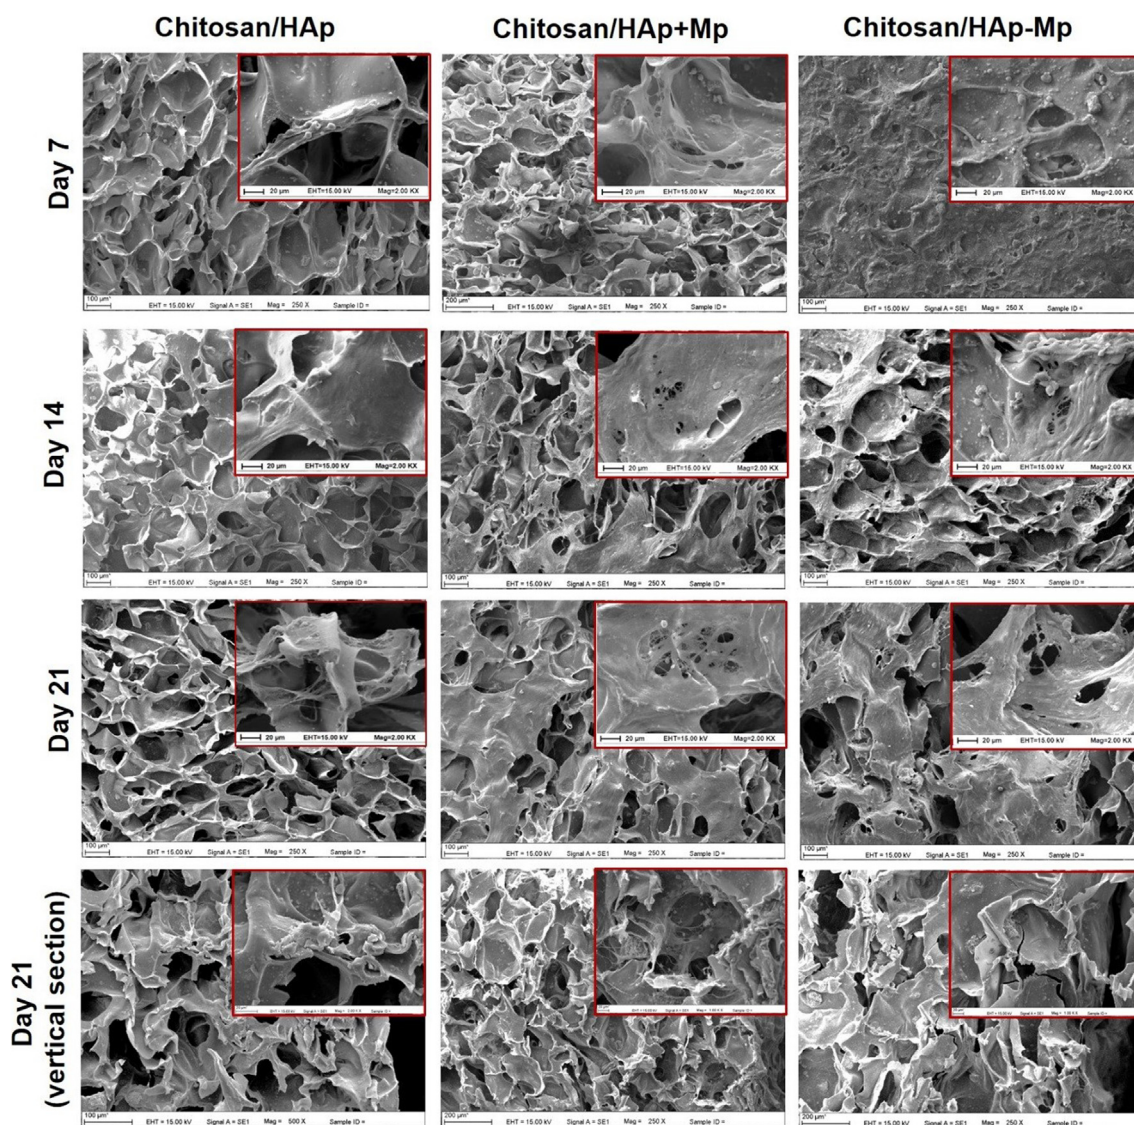 Chitosan/HAp
Chitosan/HAp+Mp
Chitosan/HAp-Mp
Day 7
20 µm EHT=15.00 kV Mag=2.00 KX
20 µm EHT=15.00 kV Mag=2.00 KX
20 µm EHT=15.00 kV Mag=2.00 KX
100 µm* EHT = 15.00 kV Signal A = SE1 Mag = 250 X Sample ID =
200 µm* EHT = 15.00 kV Signal A = SE1 Mag = 250 X Sample ID =
100 µm* EHT = 15.00 kV Signal A = SE1 Mag = 250 X Sample ID =
Day 14
20 µm EHT=15.00 kV Mag=2.00 KX
20 µm EHT=15.00 kV Mag=2.00 KX
20 µm EHT=15.00 kV Mag=2.00 KX
100 µm* EHT = 15.00 kV Signal A = SE1 Mag = 250 X Sample ID =
100 µm* EHT = 15.00 kV Signal A = SE1 Mag = 250 X Sample ID =
100 µm* EHT = 15.00 kV Signal A = SE1 Mag = 250 X Sample ID =
Day 21
20 µm EHT=15.00 kV Mag=2.00 KX
20 µm EHT=15.00 kV Mag=2.00 KX
20 µm EHT=15.00 kV Mag=2.00 KX
100 µm* EHT = 15.00 kV Signal A = SE1 Mag = 250 X Sample ID =
100 µm* EHT = 15.00 kV Signal A = SE1 Mag = 250 X Sample ID =
100 µm* EHT = 15.00 kV Signal A = SE1 Mag = 250 X Sample ID =
Day 21
(vertical section)
100 µm* EHT = 15.00 kV Signal A = SE1 Mag = 500 X Sample ID =
200 µm* EHT = 15.00 kV Signal A = SE1 Mag = 250 X Sample ID =
200 µm* EHT = 15.00 kV Signal A = SE1 Mag = 250 X Sample ID =